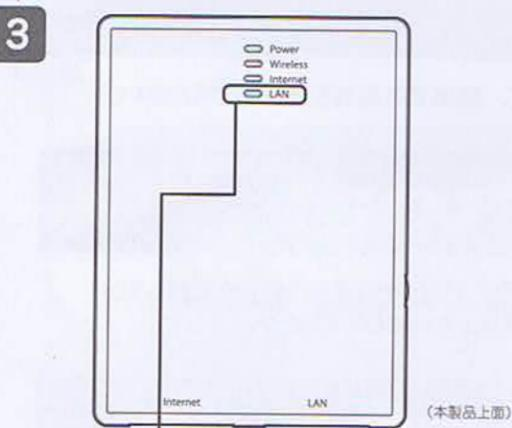 3
Power
Wireless
Internet
LAN
Internet LAN
(本製品上面)